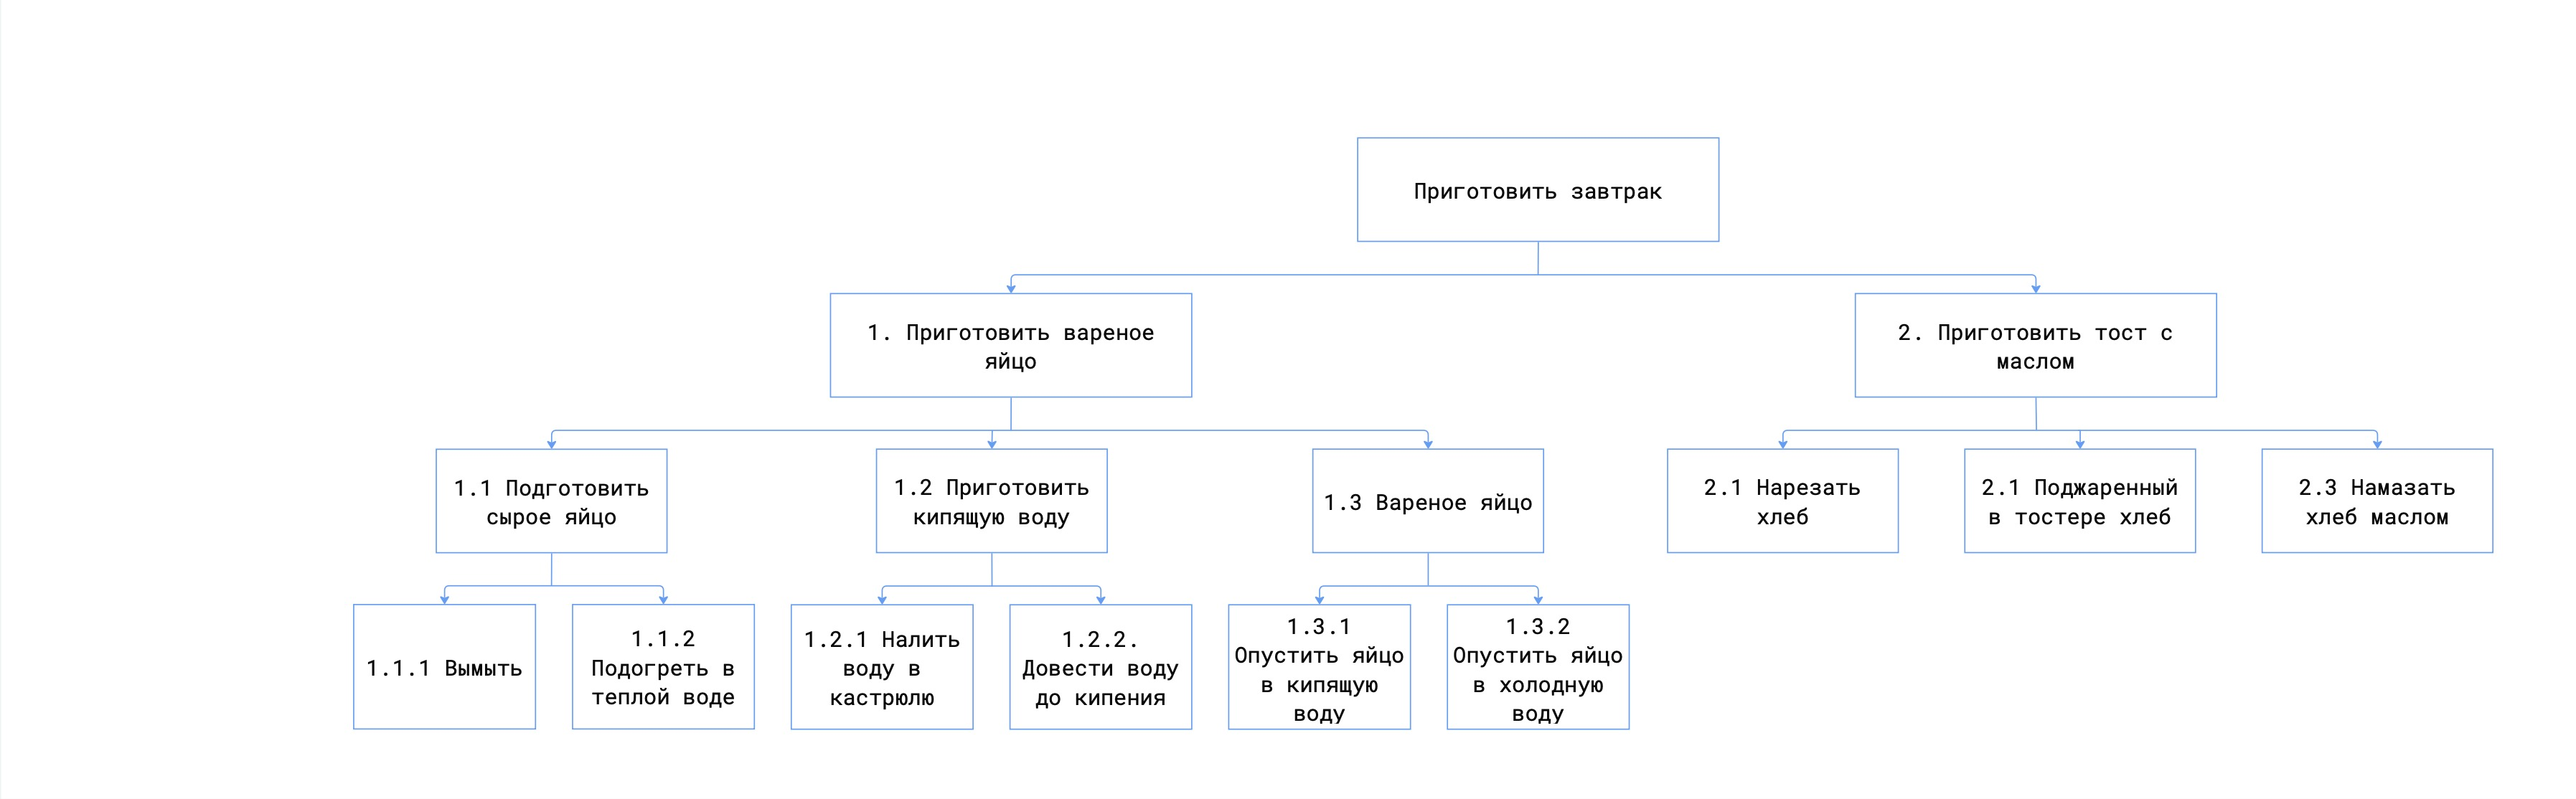 Приготовить завтрак
1. Приготовить вареное
яйцо
2. Приготовить тост с
маслом
1.1 Подготовить
сырое яйцо
1.2 Приготовить
кипящую воду
1.3 Вареное яйцо
2.1 Нарезать
хлеб
2.1 Поджаренный
в тостере хлеб
2.3 Намазать
хлеб маслом
1.1.1 Вымыть
1.1.2
Подогреть в
теплой воде
1.2.1 Налить
воду в
кастрюлю
1.2.2.
Довести воду
до кипения
1.3.1
Опустить яйцо
в кипящую
воду
1.3.2
Опустить яйцо
в холодную
воду